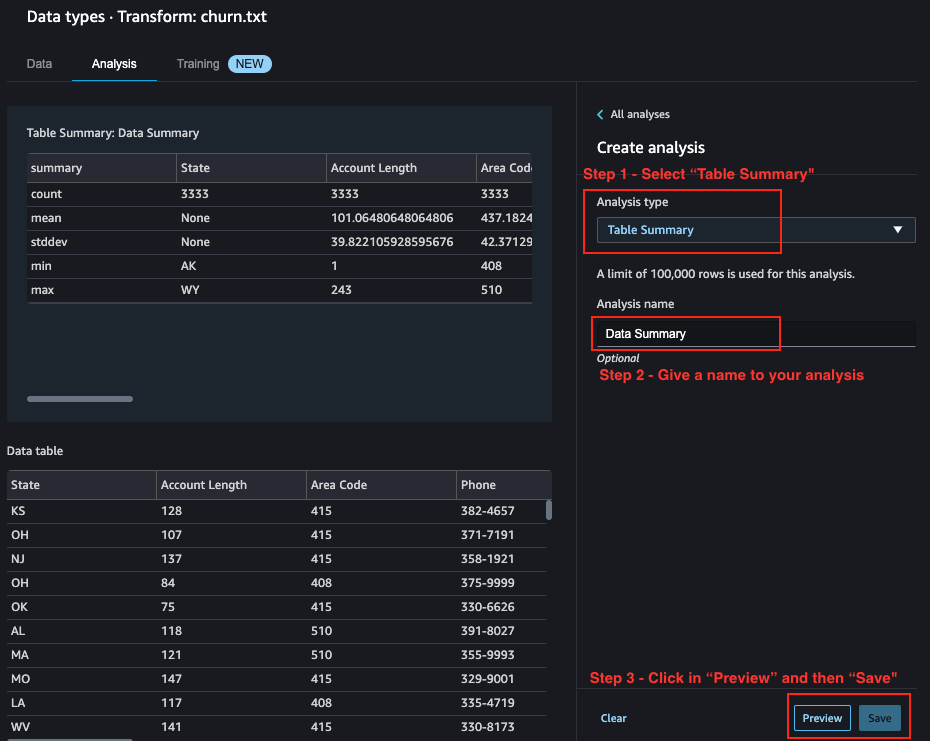 Data types · Transform: churn.txt
Data Analysis Training NEW
Table Summary: Data Summary
summary State Account Length Area Cod
count 3333 3333 3333
mean None 101.06480648064806 437.1824
stddev None 39.822105928595676 42.37129
min AK 1 408
max WY 243 510
Data table
State Account Length Area Code Phone
KS 128 415 382-4657
OH 107 415 371-7191
NJ 137 415 358-1921
OH 84 408 375-9999
OK 75 415 330-6626
AL 118 510 391-8027
MA 121 510 355-9993
MO 147 415 329-9001
LA 117 408 335-4719
WV 141 415 330-8173
All analyses
Create analysis
Step 1 - Select “Table Summary"
Analysis type
Table Summary
A limit of 100,000 rows is used for this analysis.
Analysis name
Data Summary
Optional
Step 2 - Give a name to your analysis
Step 3 - Click in “Preview” and then “Save"
Clear Preview Save